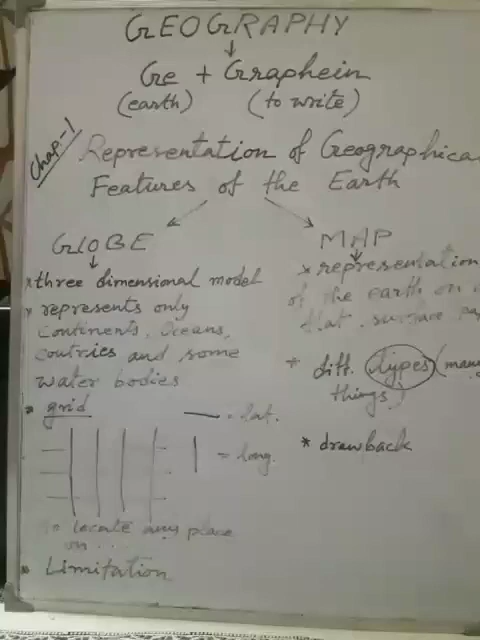 GEOGRAPHY
Ge + Graphein
(earth) (to write)
Chap-1
Representation of Geographica
Features of the Earth
GLOBE
* three dimensional model
* represents only
Continents, Oceans,
Coutries and some
water bodies
* grid
— = lat.
| = long.
locate any place
on ...
* Limitation
MAP
* representation
of the earth on
flat surface
* diff. types (many
things)
* drawback